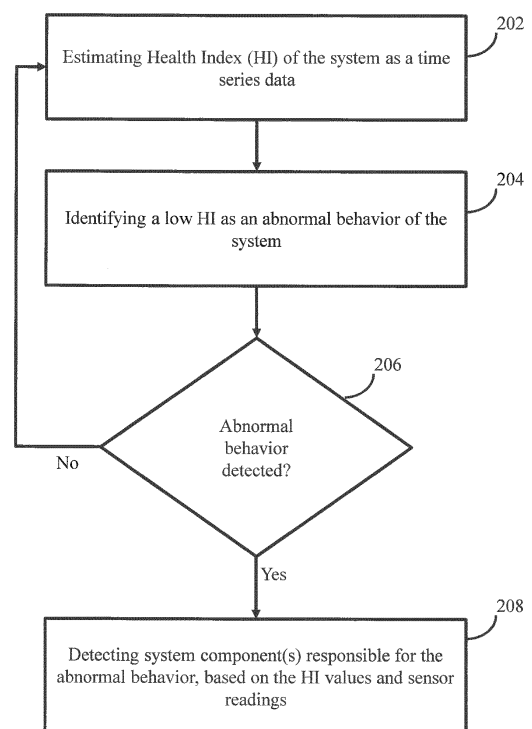 202
Estimating Health Index (HI) of the system as a time
series data
204
Identifying a low HI as an abnormal behavior of the
system
206
Abnormal
behavior
detected?
No
Yes
208
Detecting system component(s) responsible for the
abnormal behavior, based on the HI values and sensor
readings